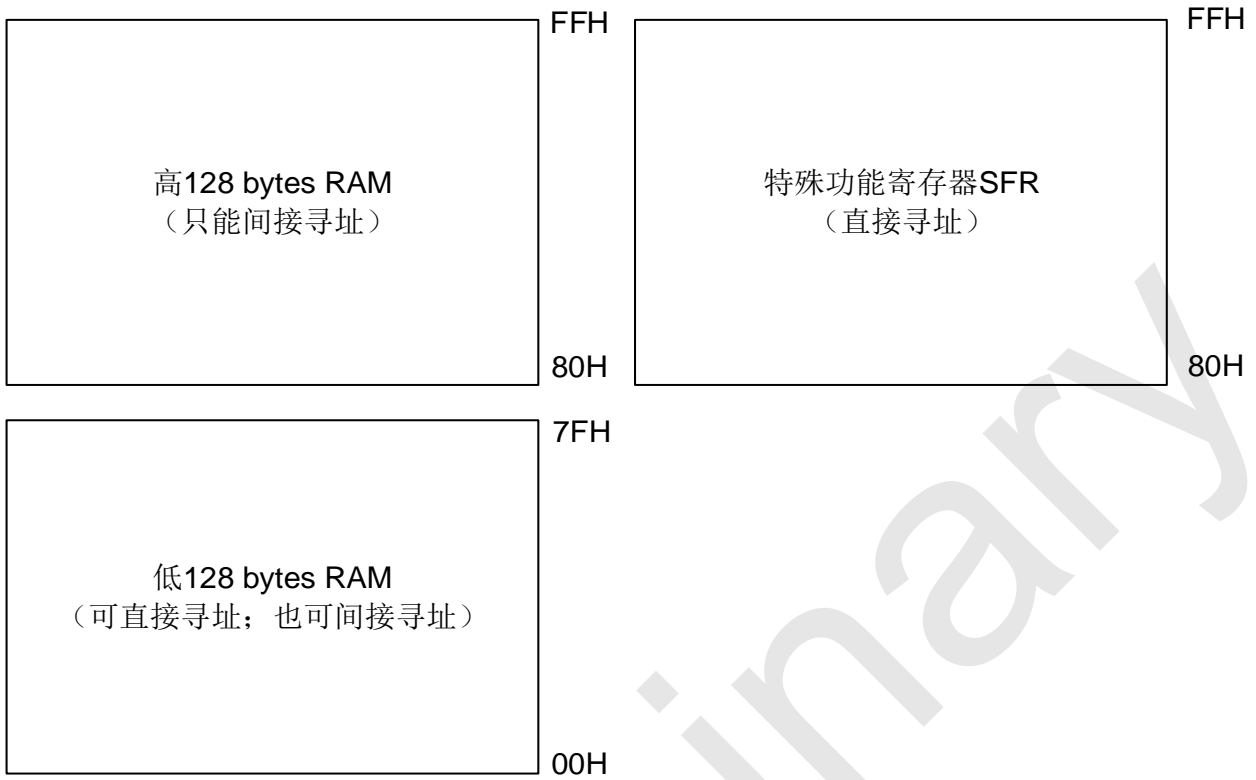 FFH
高128 bytes RAM
（只能间接寻址）
80H
FFH
特殊功能寄存器SFR
（直接寻址）
80H
7FH
低128 bytes RAM
（可直接寻址；也可间接寻址）
00H
inary